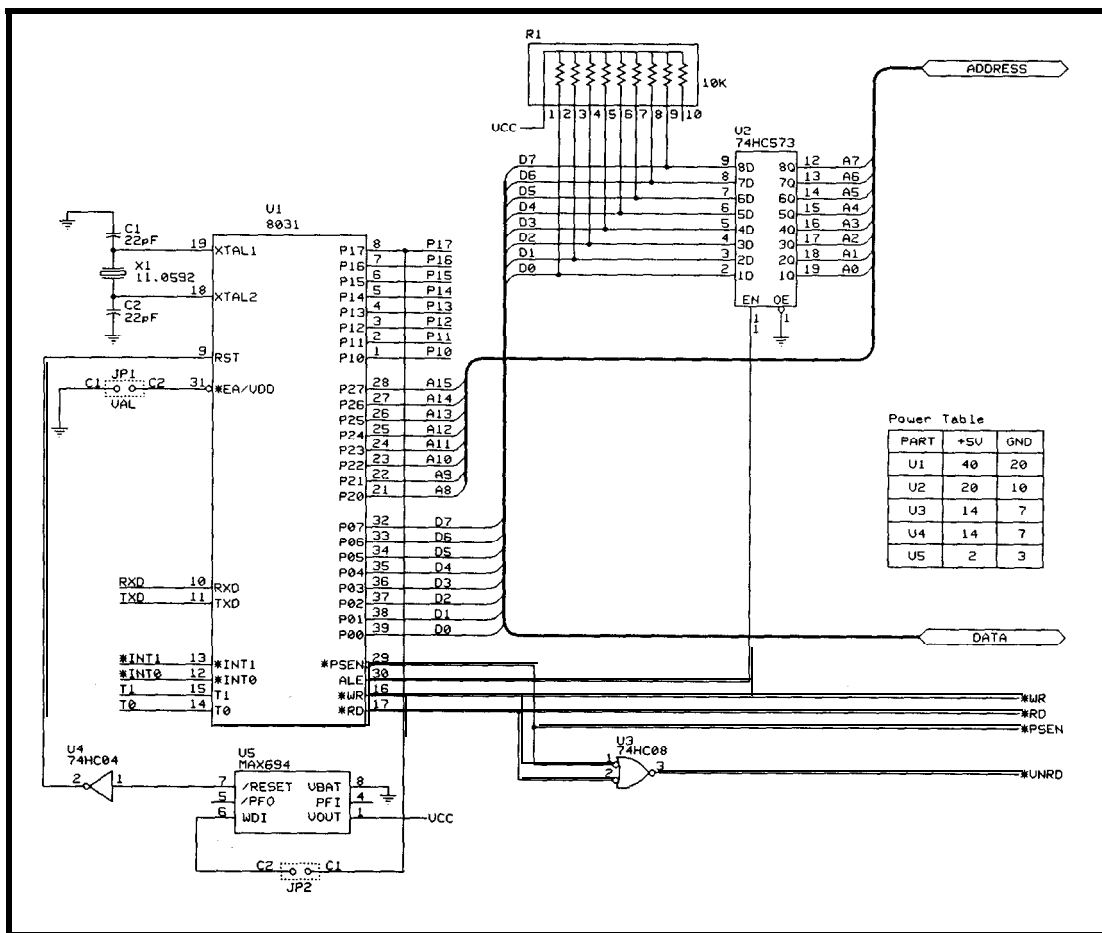 R1
10K
1 2 3 4 5 6 7 8 9 10
VCC
ADDRESS
U2
74HC573
D7 9 8D 8Q 12 A7
D6 8 7D 7Q 13 A6
D5 7 6D 6Q 14 A5
D4 6 5D 5Q 15 A4
D3 5 4D 4Q 16 A3
D2 4 3D 3Q 17 A2
D1 3 2D 2Q 18 A1
D0 2 1D 1Q 19 A0
EN OE
11 1
U1
8031
C1
22pF
X1
11.0592
C2
22pF
19 XTAL1
18 XTAL2
9 RST
JP1
C1 C2
VAL
31 *EA/VDD
P17 8 P17
P16 7 P16
P15 6 P15
P14 5 P14
P13 4 P13
P12 3 P12
P11 2 P11
P10 1 P10
P27 28 A15
P26 27 A14
P25 26 A13
P24 25 A12
P23 24 A11
P22 23 A10
P21 22 A9
P20 21 A8
P07 32 D7
P06 33 D6
P05 34 D5
P04 35 D4
P03 36 D3
P02 37 D2
P01 38 D1
P00 39 D0
RXD 10 RXD
TXD 11 TXD
*INT1 13 *INT1
*INT0 12 *INT0
T1 15 T1
T0 14 T0
*PSEN 29
ALE 30
*WR 16
*RD 17
Power Table
PART +5V GND
U1 40 20
U2 20 10
U3 14 7
U4 14 7
U5 2 3
DATA
*WR
*RD
*PSEN
U3
74HC08
1
2
3
*UNRD
U4
74HC04
2 1
U5
MAX694
7 /RESET VBAT 8
5 /PFO PFI 4
6 WDI VOUT 1
VCC
C2 C1
JP2